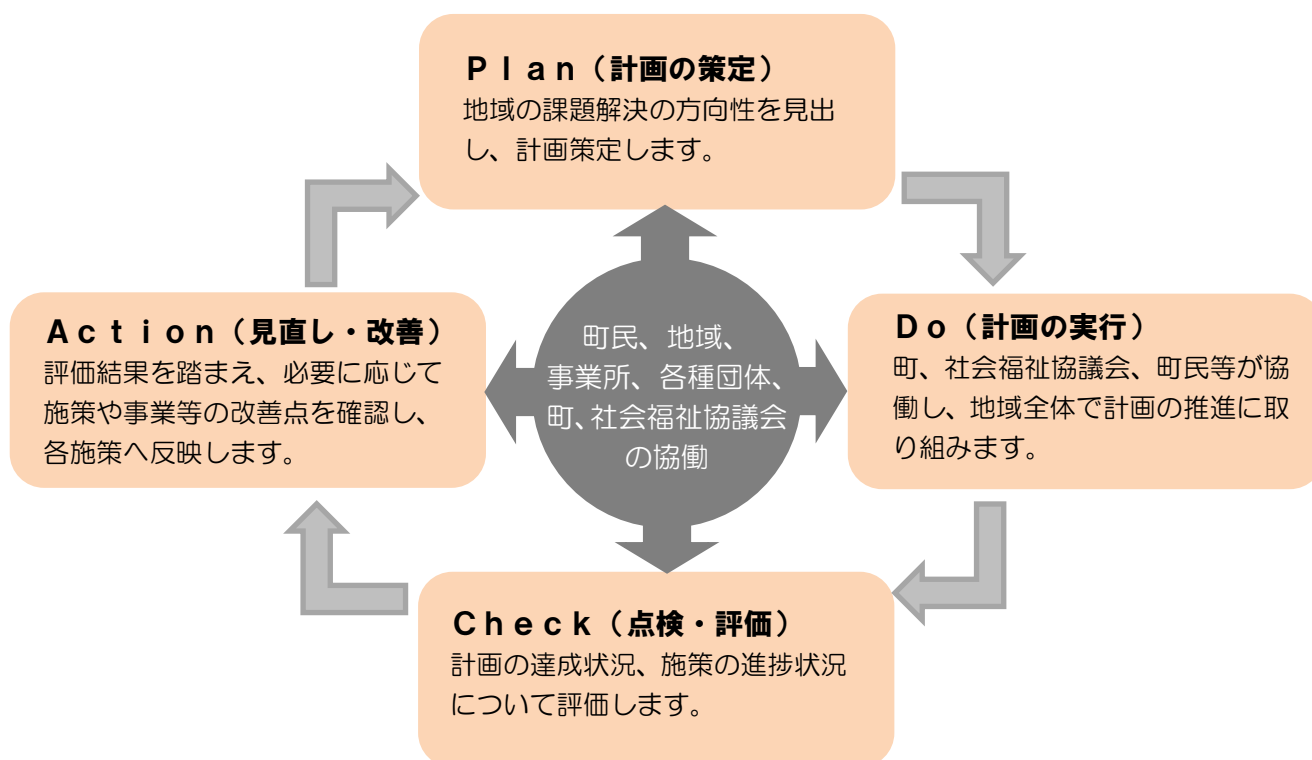 Ｐｌａｎ（計画の策定）
地域の課題解決の方向性を見出
し、計画策定します。
Ａｃｔｉｏｎ（見直し・改善）
評価結果を踏まえ、必要に応じて
施策や事業等の改善点を確認し、
各施策へ反映します。
町民、地域、
事業所、各種団体、
町、社会福祉協議会
の協働
Ｄｏ（計画の実行）
町、社会福祉協議会、町民等が協
働し、地域全体で計画の推進に取
り組みます。
Ｃｈｅｃｋ（点検・評価）
計画の達成状況、施策の進捗状況
について評価します。